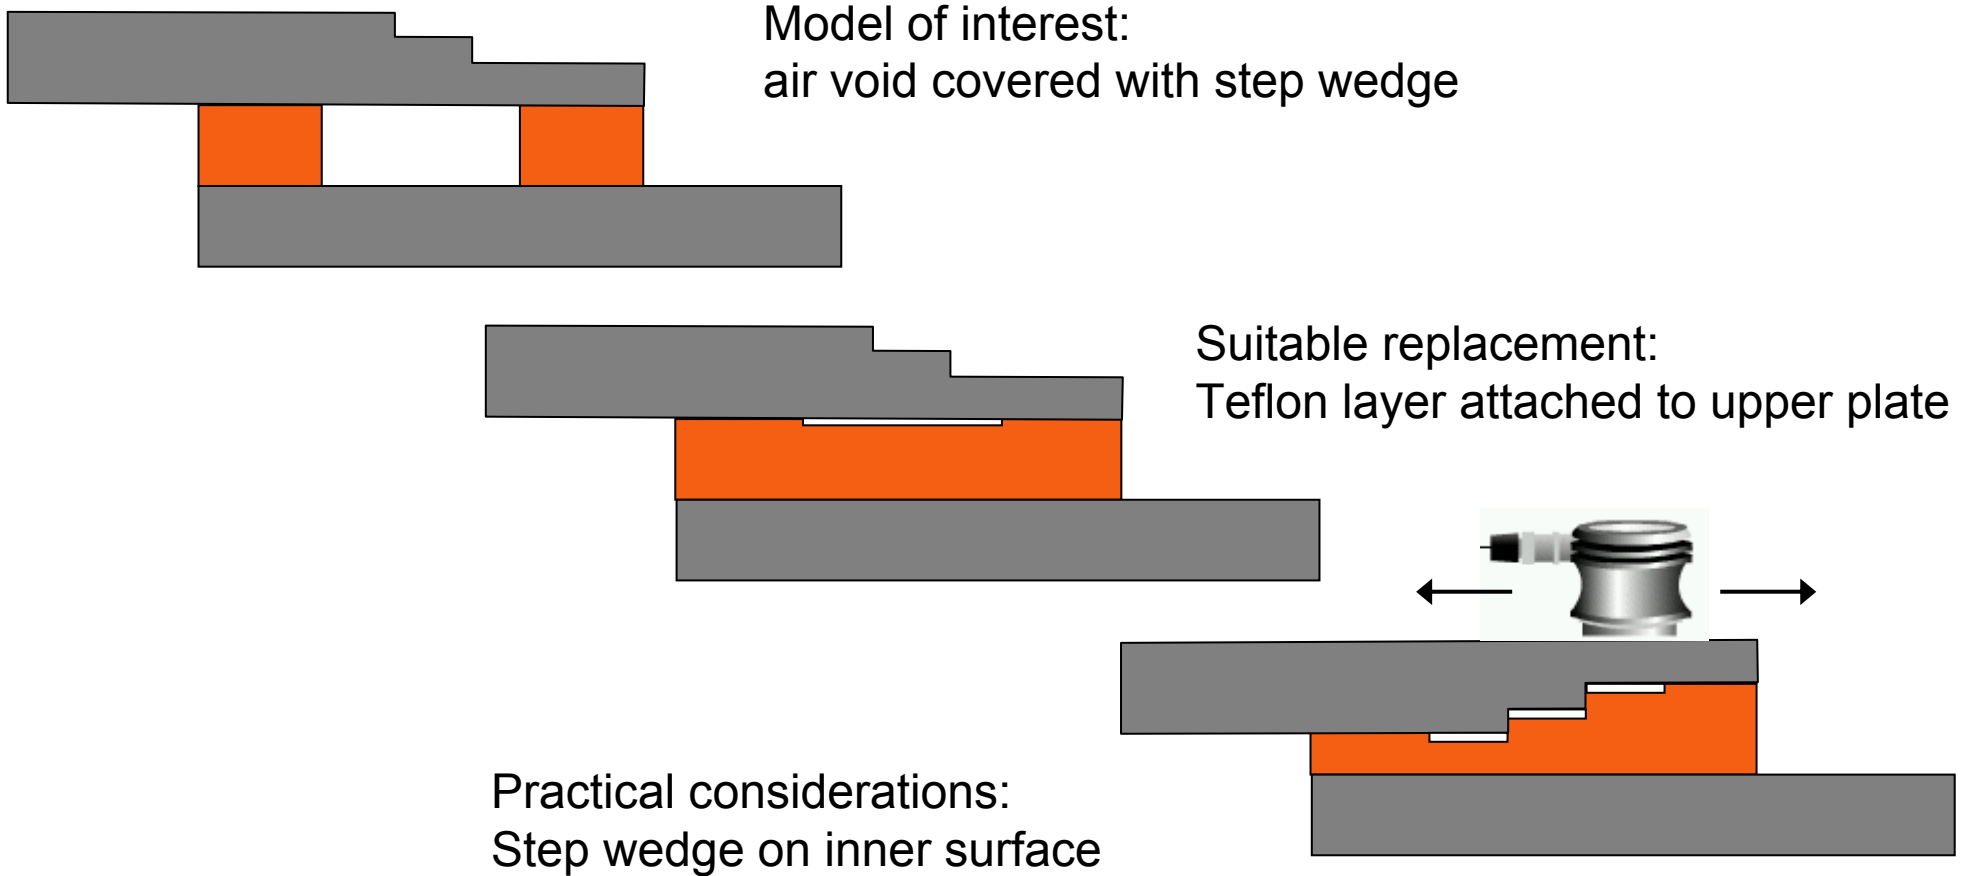 Model of interest:
air void covered with step wedge
Suitable replacement:
Teflon layer attached to upper plate
Practical considerations:
Step wedge on inner surface